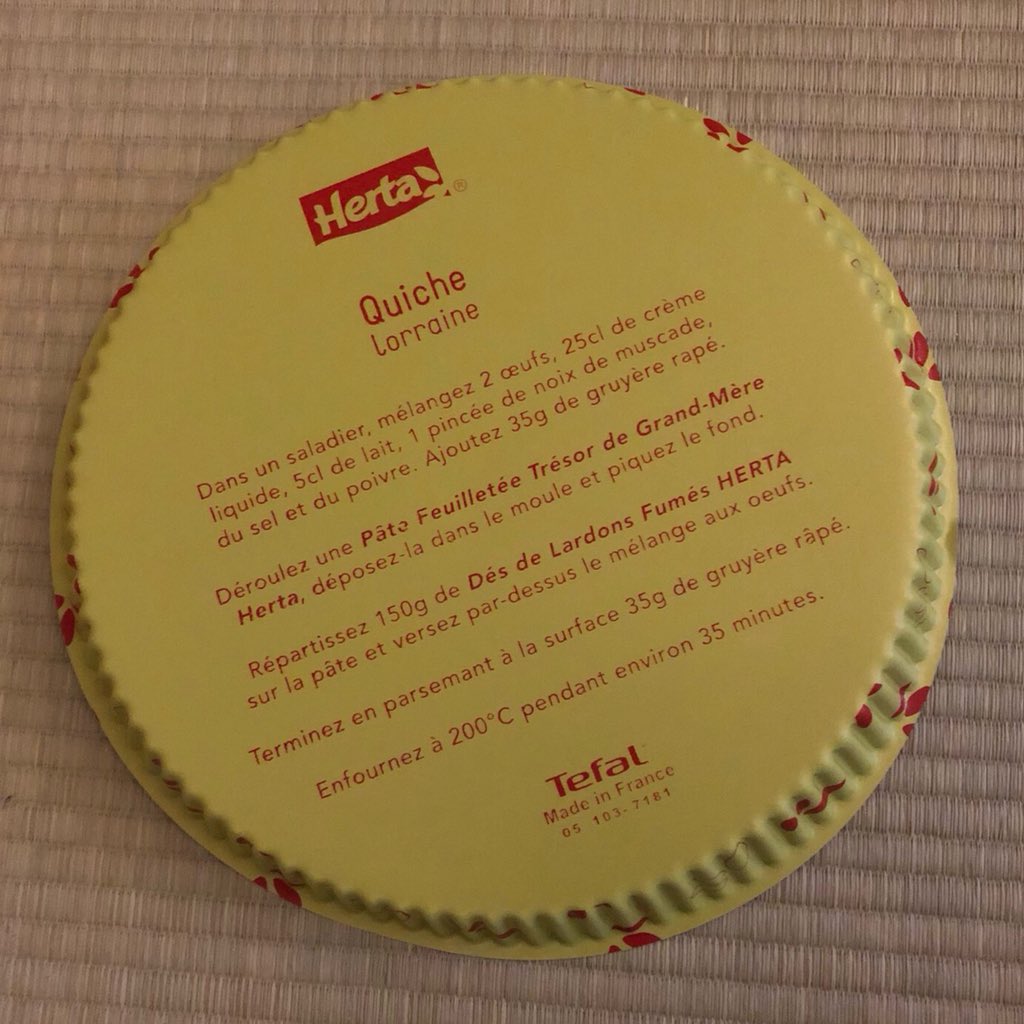 Herta®
Quiche
lorraine
Dans un saladier, mélangez 2 œufs, 25cl de crème
liquide, 5cl de lait, 1 pincée de noix de muscade,
du sel et du poivre. Ajoutez 35g de gruyère rapé.
Déroulez une Pâte Feuilletée Trésor de Grand-Mère
Herta, déposez-la dans le moule et piquez le fond.
Répartissez 150g de Dés de Lardons Fumés HERTA
sur la pâte et versez par-dessus le mélange aux oeufs.
Terminez en parsemant à la surface 35g de gruyère râpé.
Enfournez à 200°C pendant environ 35 minutes.
Tefal
Made in France
05 103-7181